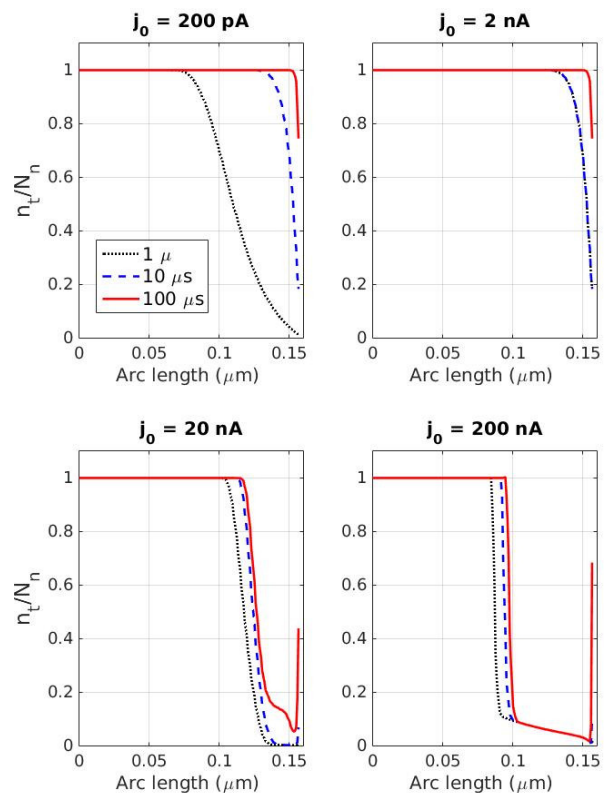 j0 = 200 pA
nt/Nn
1
0.8
0.6
0.4
0.2
0
1 μ
10 μs
100 μs
0 0.05 0.1 0.15
Arc length (μm)
j0 = 2 nA
1
0.8
0.6
0.4
0.2
0
0 0.05 0.1 0.15
Arc length (μm)
j0 = 20 nA
nt/Nn
1
0.8
0.6
0.4
0.2
0
0 0.05 0.1 0.15
Arc length (μm)
j0 = 200 nA
1
0.8
0.6
0.4
0.2
0
0 0.05 0.1 0.15
Arc length (μm)